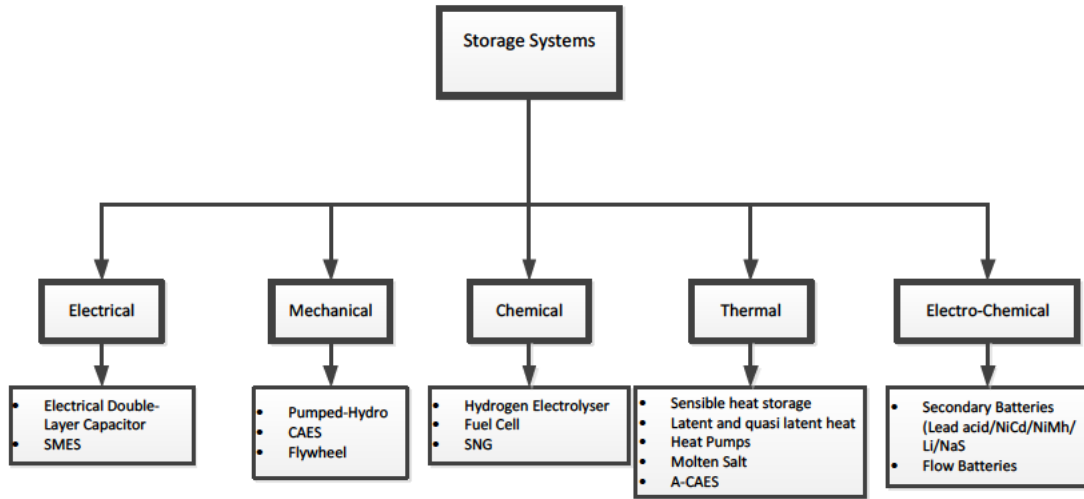 Storage Systems
Electrical
Mechanical
Chemical
Thermal
Electro-Chemical
• Electrical Double-
Layer Capacitor
• SMES
• Pumped-Hydro
• CAES
• Flywheel
• Hydrogen Electrolyser
• Fuel Cell
• SNG
• Sensible heat storage
• Latent and quasi latent heat
• Heat Pumps
• Molten Salt
• A-CAES
• Secondary Batteries
(Lead acid/NiCd/NiMh/
Li/NaS
• Flow Batteries